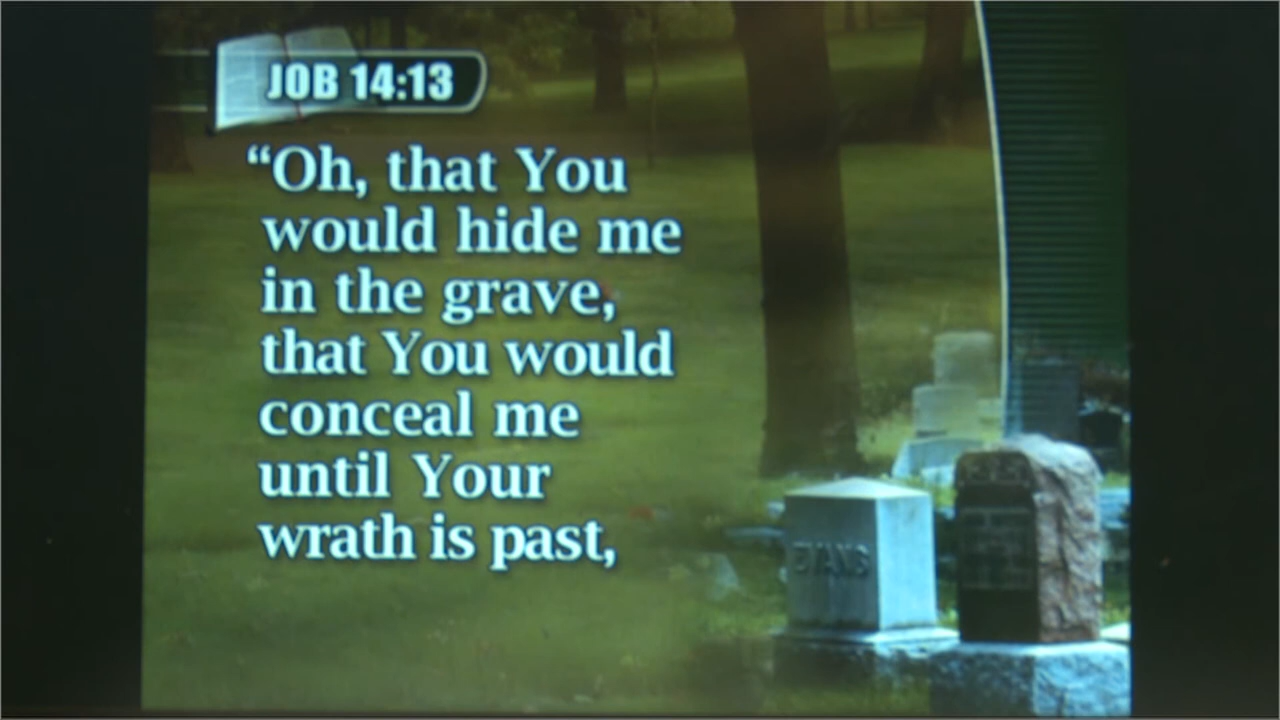 JOB 14:13
“Oh, that You
would hide me
in the grave,
that You would
conceal me
until Your
wrath is past,
EVANS